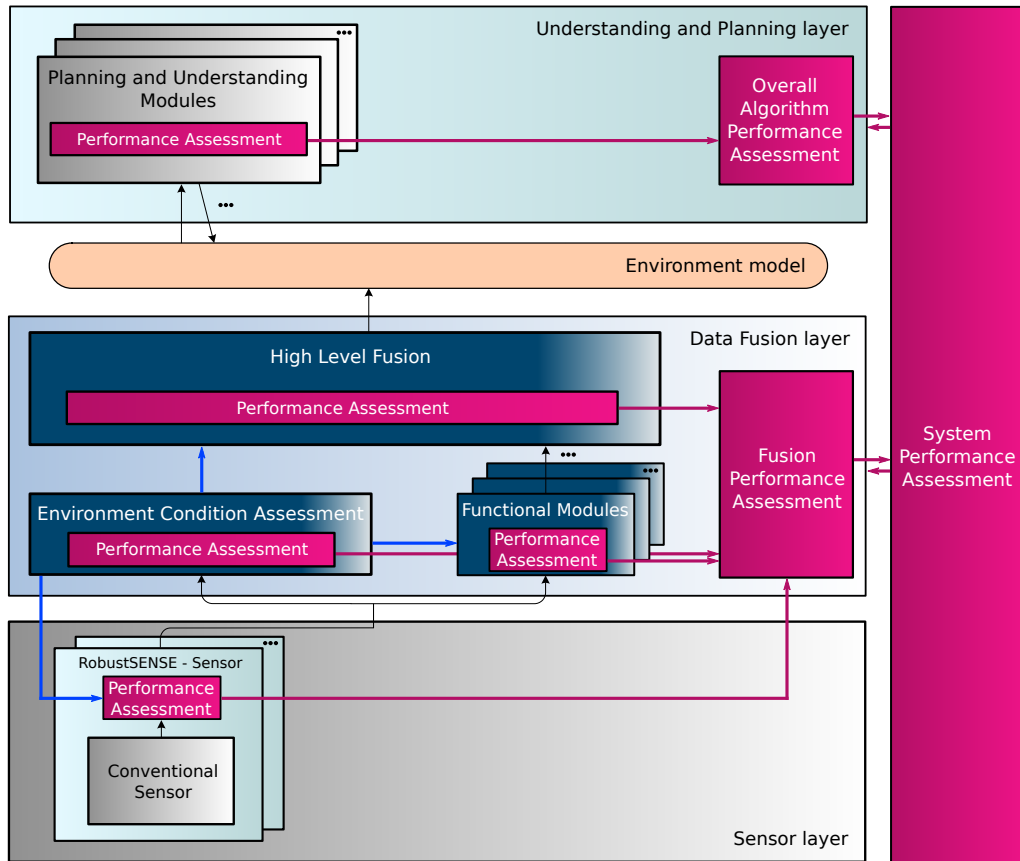 Understanding and Planning layer
...
Planning and Understanding
Modules
Performance Assessment
Overall
Algorithm
Performance
Assessment
...
Environment model
Data Fusion layer
High Level Fusion
Performance Assessment
System
Performance
Assessment
Fusion
Performance
Assessment
...
...
Environment Condition Assessment
Performance Assessment
Functional Modules
Performance
Assessment
...
RobustSENSE - Sensor
Performance
Assessment
Conventional
Sensor
Sensor layer